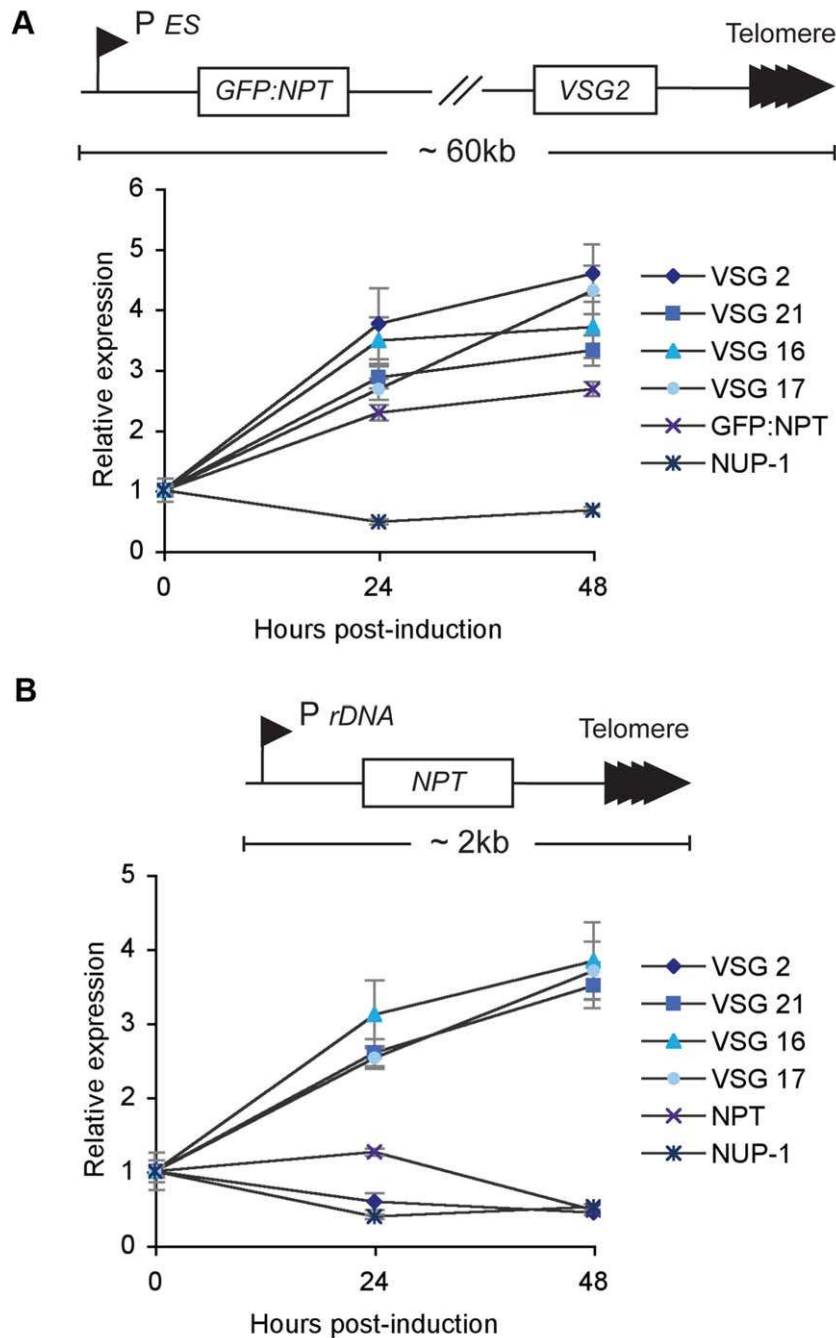 A
P ES
Telomere
GFP:NPT
VSG2
~ 60kb
6
5
4
3
2
1
0
Relative expression
0
24
48
Hours post-induction
VSG 2
VSG 21
VSG 16
VSG 17
GFP:NPT
NUP-1
B
P rDNA
Telomere
NPT
~ 2kb
5
4
3
2
1
0
Relative expression
0
24
48
Hours post-induction
VSG 2
VSG 21
VSG 16
VSG 17
NPT
NUP-1